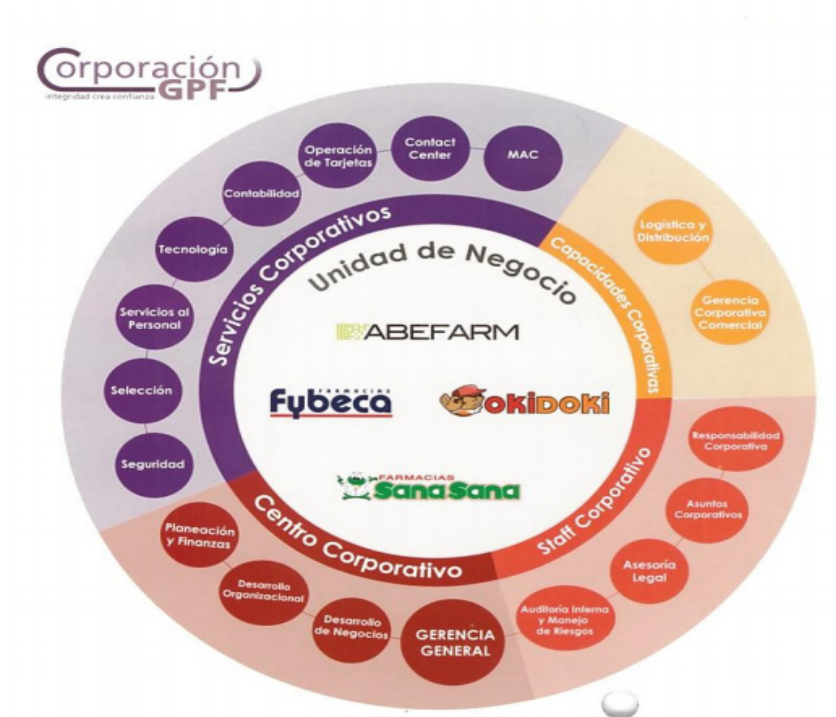 Corporación
GPF
integridad crea confianza
Operación
de Tarjetas
Contact
Center
MAC
Contabilidad
Tecnología
Servicios al
Personal
Selección
Seguridad
Servicios Corporativos
Capacidades Corporativas
Logística y
Distribución
Gerencia
Corporativa
Comercial
Unidad de Negocio
ABEFARM
FARMACIAS
Fybeca
OKIDOKI
FARMACIAS
SanaSana
Staff Corporativo
Responsabilidad
Corporativa
Asuntos
Corporativos
Asesoría
Legal
Auditoría Interna
y Manejo
de Riesgos
Centro Corporativo
Planeación
y Finanzas
Desarrollo
Organizacional
Desarrollo
de Negocios
GERENCIA
GENERAL